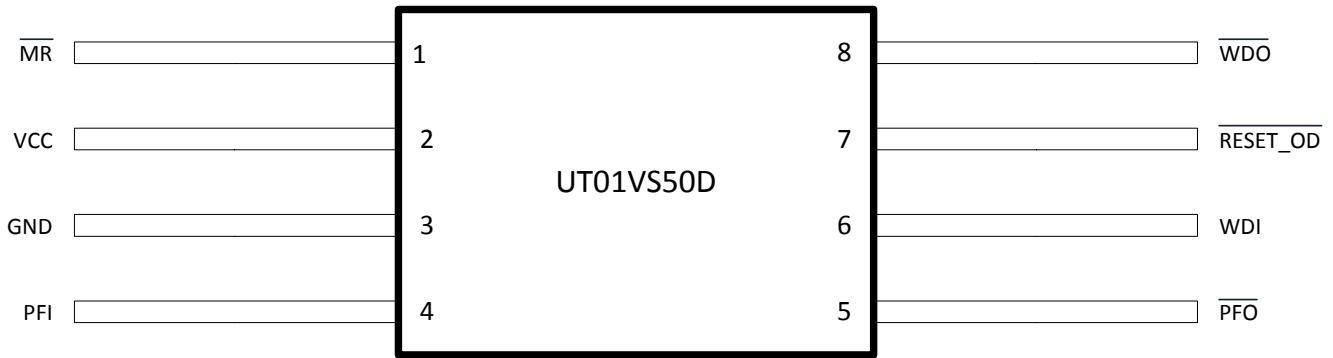 MR 1 8 WDO
VCC 2 7 RESET_OD
UT01VS50D
GND 3 6 WDI
PFI 4 5 PFO